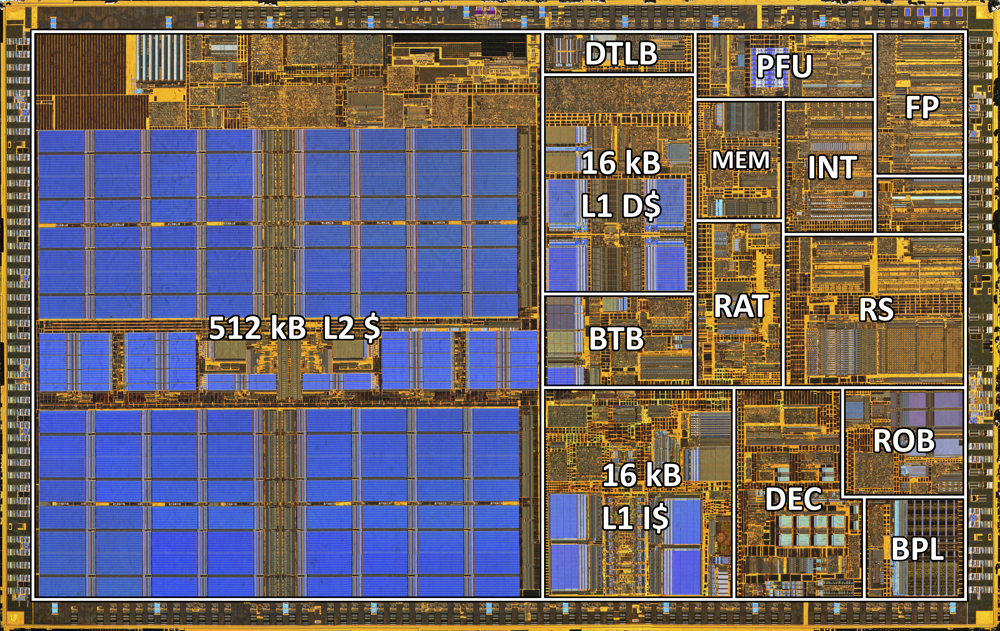 DTLB
PFU
FP
16 kB
L1 D$
MEM
INT
512 kB L2 $
BTB
RAT
RS
16 kB
L1 I$
DEC
ROB
BPL